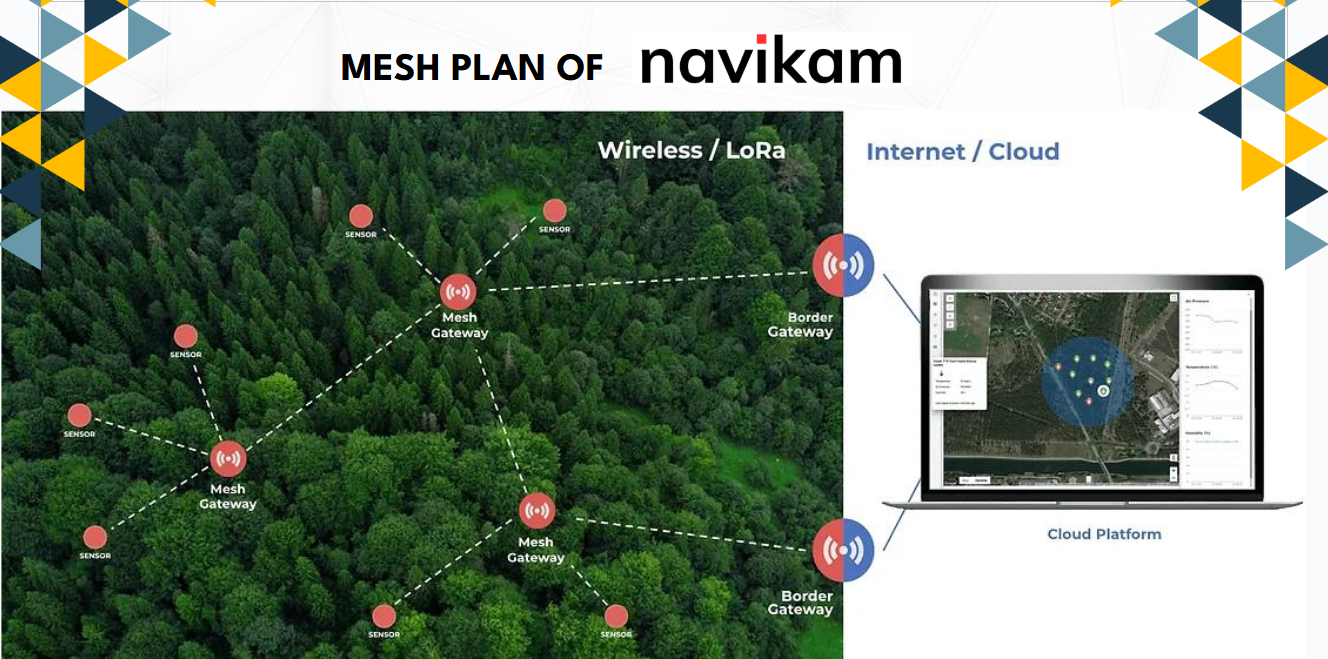 MESH PLAN OF navikam
Wireless / LoRa
Internet / Cloud
SENSOR
SENSOR
Mesh
Gateway
Border
Gateway
SENSOR
SENSOR
Mesh
Gateway
SENSOR
Mesh
Gateway
Cloud Platform
Border
Gateway
SENSOR
SENSOR